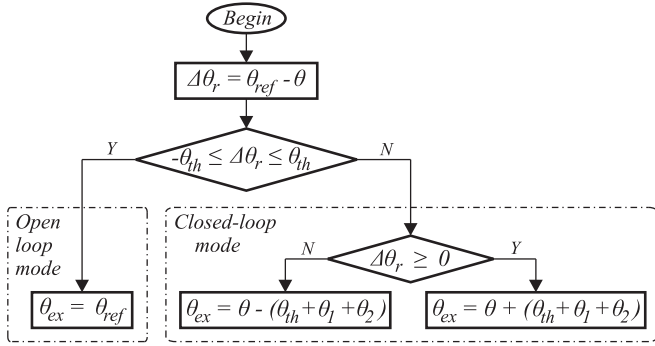 Begin
Δθr = θref - θ
-θth ≤ Δθr ≤ θth
Y
N
Open
loop
mode
Closed-loop
mode
N
Δθr ≥ 0
Y
θex = θref
θex = θ - (θth+θ1+θ2)
θex = θ + (θth+θ1+θ2)